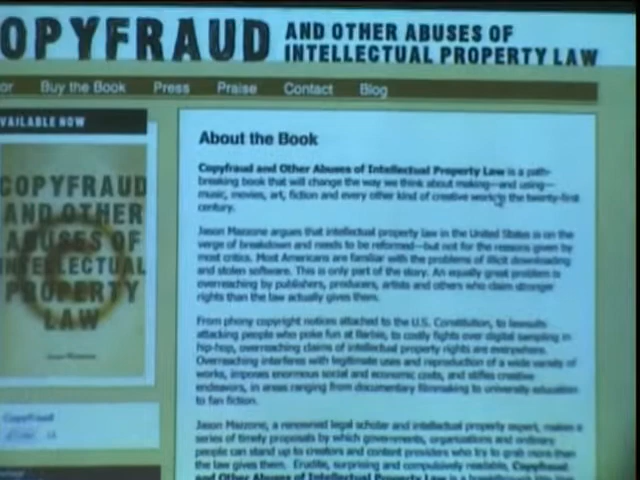 OPYFRAUD AND OTHER ABUSES OF
INTELLECTUAL PROPERTY LAW
or Buy the Book Press Praise Contact Blog
VAILABLE NOW
COPYFRAUD
AND OTHER
ABUSES OF
INTELLECTUAL
PROPERTY
LAW
About the Book
Copyfraud and Other Abuses of Intellectual Property Law is a path-
breaking book that will change the way we think about making—and using—
music, movies, art, fiction and every other kind of creative work in the twenty-first
century.
Jason Mazzone argues that intellectual property law in the United States is on the
verge of breakdown and needs to be reformed—but not for the reasons given by
most critics. Most Americans are familiar with the problems of illicit downloading
and stolen software. This is only part of the story. An equally great problem is
overreaching by publishers, producers, artists and others who claim stronger
rights than the law actually gives them.
From phony copyright notices attached to the U.S. Constitution, to lawsuits
attacking people who poke fun at Barbie, to costly fights over digital sampling in
hip-hop, overreaching claims of intellectual property rights are everywhere.
Overreaching interferes with legitimate uses and reproduction of a wide variety of
works, imposes enormous social and economic costs, and stifles creative
endeavors, in areas ranging from documentary filmmaking to university education
to fan fiction.
Jason Mazzone, a renowned legal scholar and intellectual property expert, makes a
series of timely proposals by which governments, organizations and ordinary
people can stand up to creators and content providers who try to grab more than
the law gives them. Erudite, surprising and compulsively readable, Copyfraud
and Other Abuses of Intellectual Property Law is a
Copyfraud